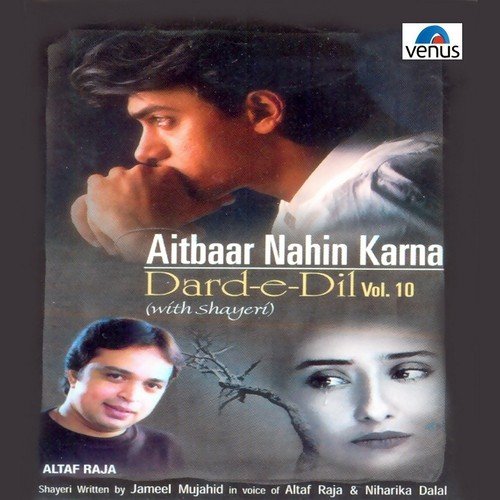 venus
Aitbaar Nahin Karna
Dard-e-Dil Vol. 10
(with shayeri)
ALTAF RAJA
Shayeri Written by Jameel Mujahid in voice of Altaf Raja & Niharika Dalal